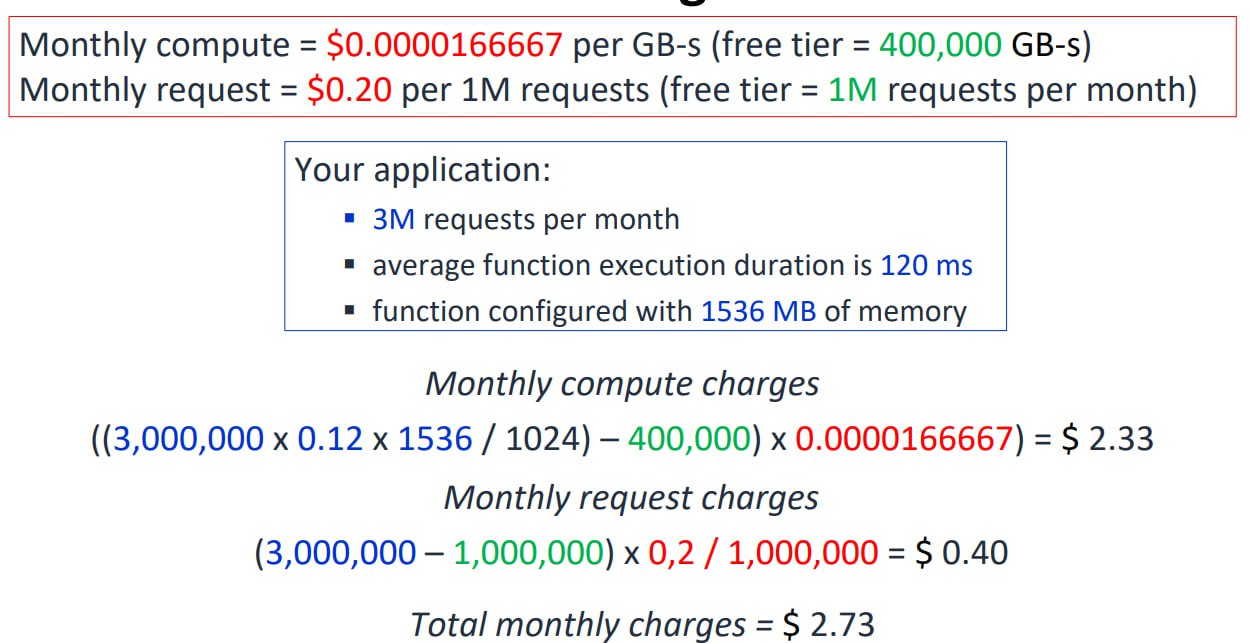 Monthly compute = $0.0000166667 per GB-s (free tier = 400,000 GB-s)
Monthly request = $0.20 per 1M requests (free tier = 1M requests per month)
Your application:
▪ 3M requests per month
▪ average function execution duration is 120 ms
▪ function configured with 1536 MB of memory
Monthly compute charges
((3,000,000 x 0.12 x 1536 / 1024) – 400,000) x 0.0000166667) = $ 2.33
Monthly request charges
(3,000,000 – 1,000,000) x 0,2 / 1,000,000 = $ 0.40
Total monthly charges = $ 2.73